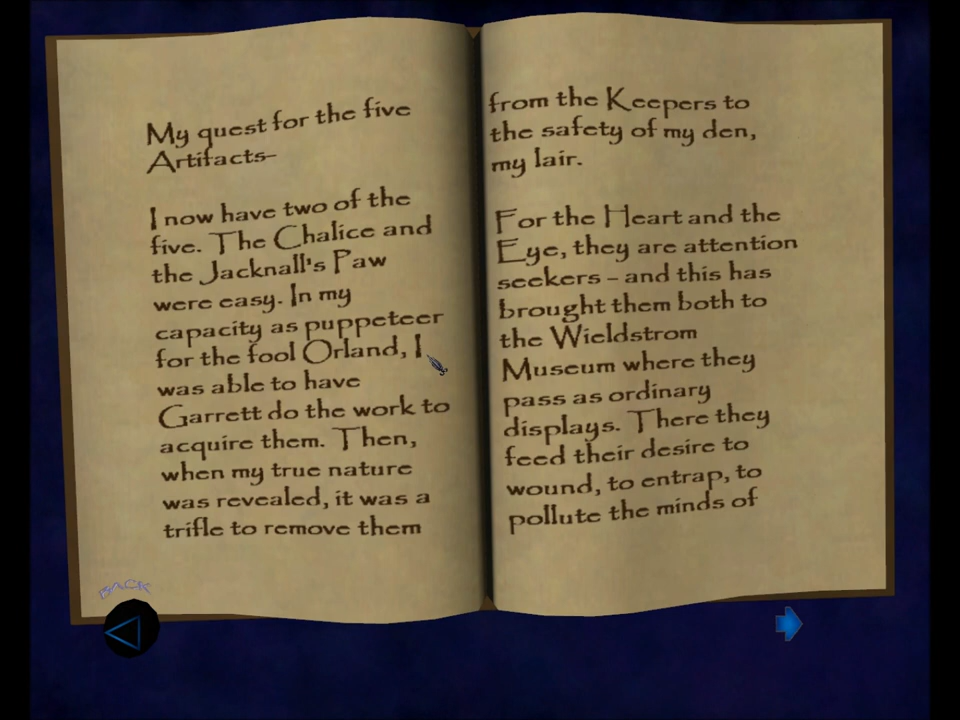 My quest for the five
Artifacts-
I now have two of the
five. The Chalice and
the Jacknall's Paw
were easy. In my
capacity as puppeteer
for the fool Orland, I
was able to have
Garrett do the work to
acquire them. Then,
when my true nature
was revealed, it was a
trifle to remove them
from the Keepers to
the safety of my den,
my lair.
For the Heart and the
Eye, they are attention
seekers - and this has
brought them both to
the Wieldstrom
Museum where they
pass as ordinary
displays. There they
feed their desire to
wound, to entrap, to
pollute the minds of
BACK